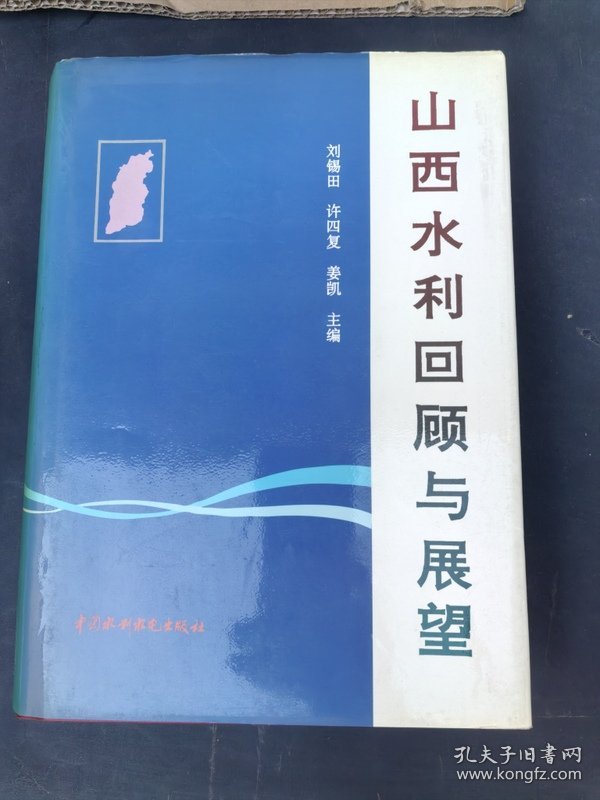 山西水利回顾与展望
刘锡田 许四复 姜凯 主编
中国水利水电出版社
孔夫子旧书网
www.kongfz.com